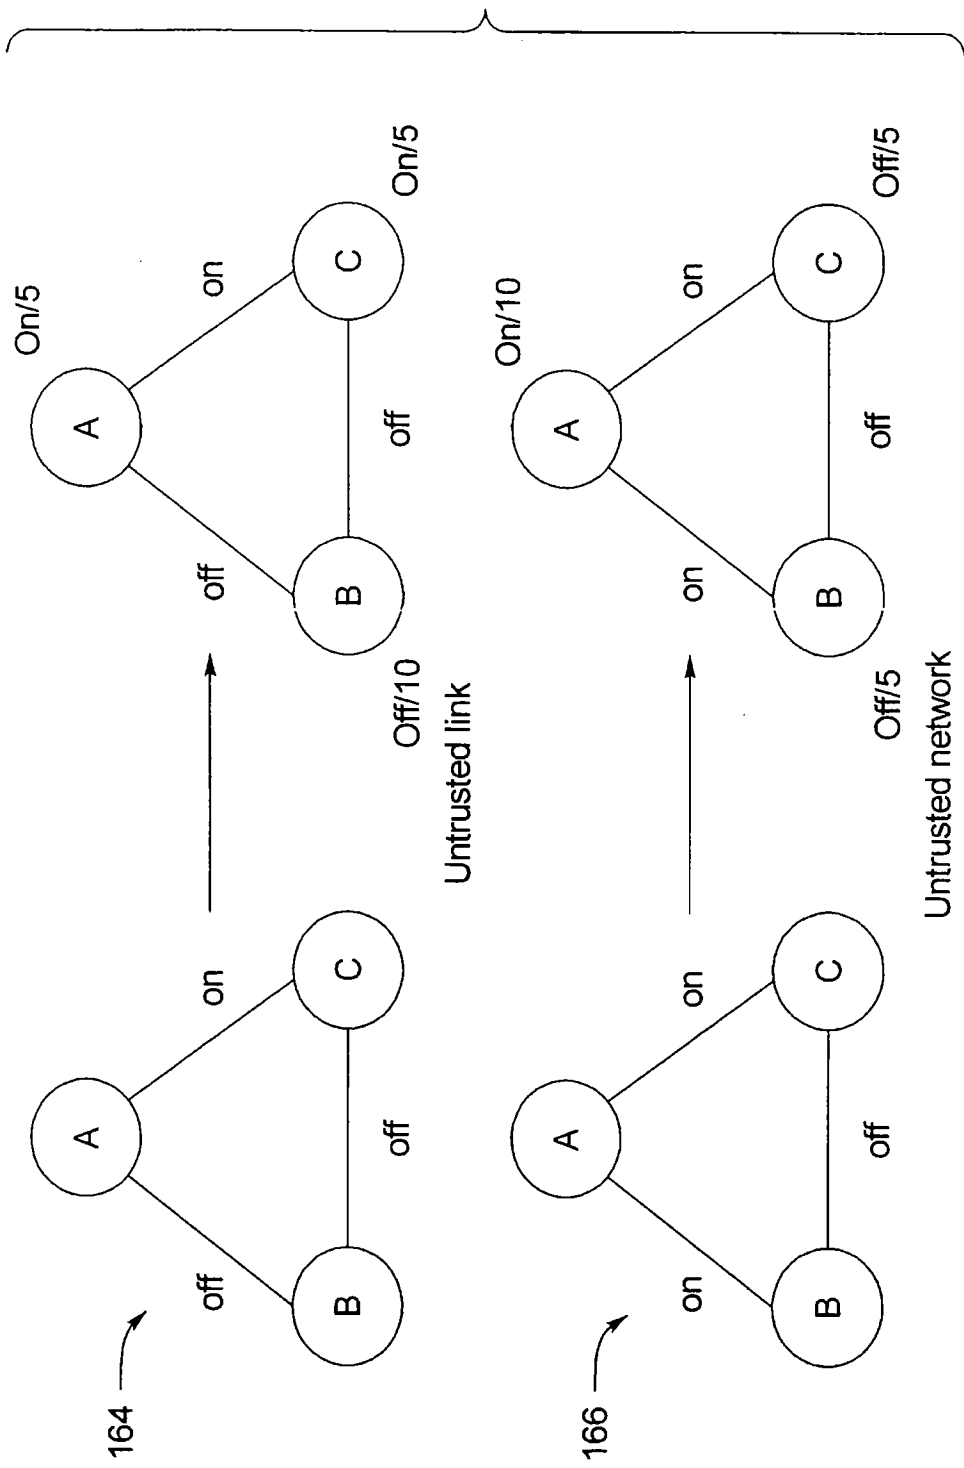 164
A
off
on
B
C
off
On/5
A
off
on
B
C
Off/10
On/5
off
Untrusted link
166
A
on
on
B
C
off
On/10
A
on
on
B
C
Off/5
Off/5
off
Untrusted network